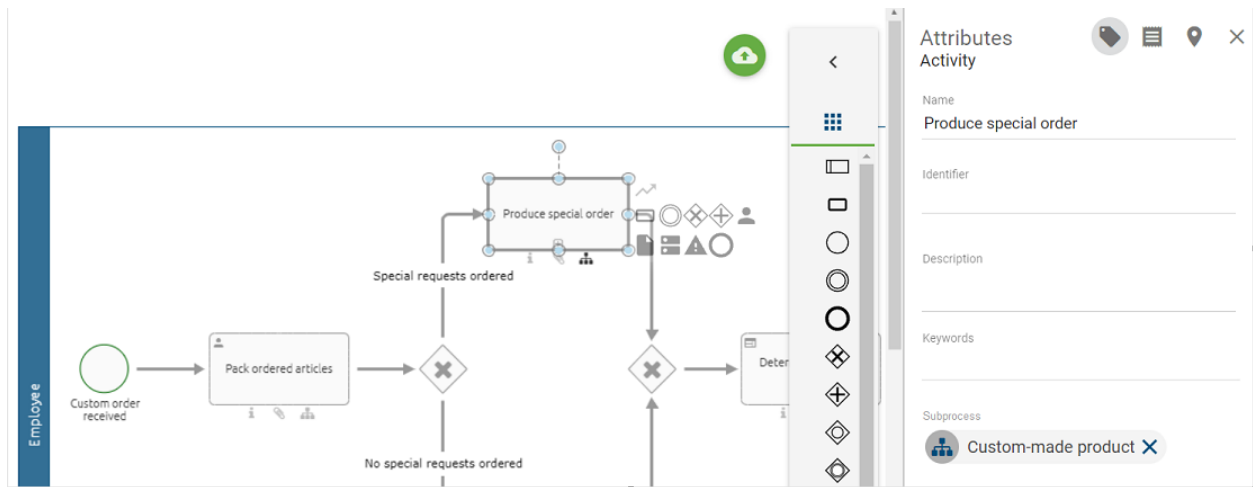 Attributes
Activity
Name
Produce special order
Identifier
Description
Keywords
Subprocess
Custom-made product
Employee
Custom order
received
Pack ordered articles
Special requests ordered
Produce special order
No special requests ordered
Deter